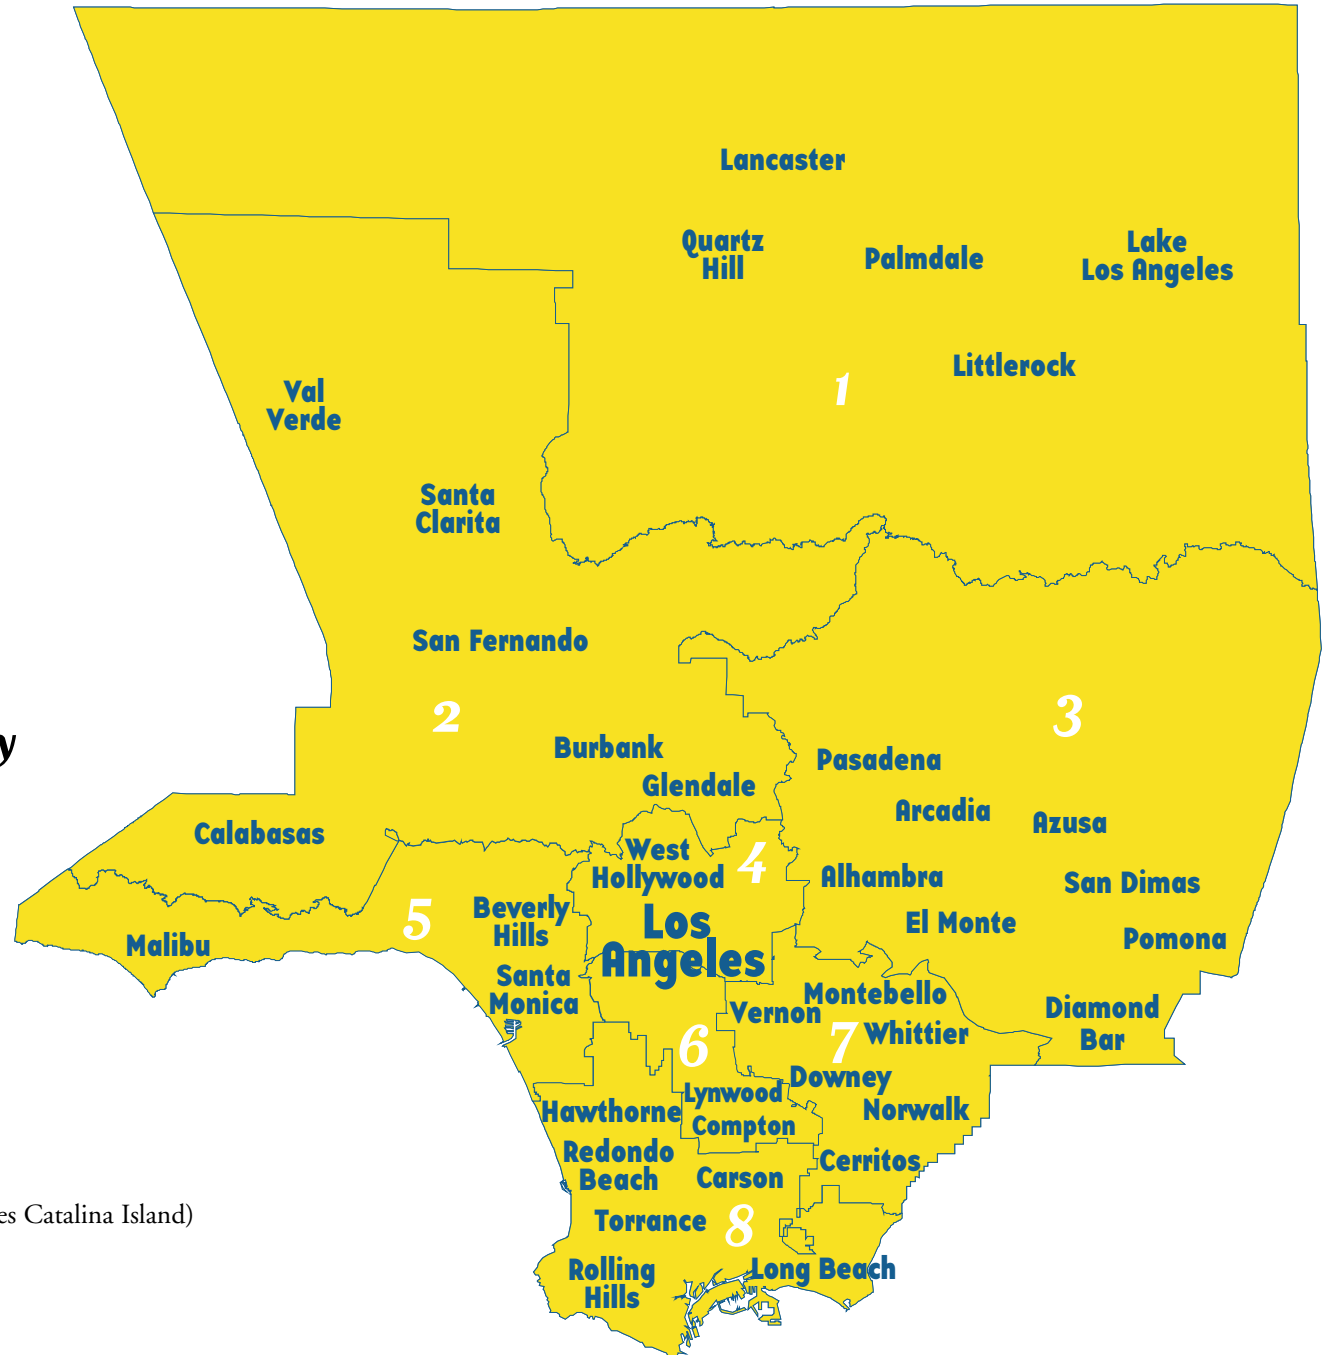 Lancaster
Quartz
Hill
Palmdale
Lake
Los Angeles
Littlerock
1
Val
Verde
Santa
Clarita
San Fernando
2
3
y
Burbank
Glendale
Pasadena
Arcadia
Azusa
Calabasas
West
Hollywood
4
Alhambra
San Dimas
5
Beverly
Hills
Los
Angeles
El Monte
Pomona
Malibu
Santa
Monica
Montebello
Vernon
Diamond
Bar
6
7
Whittier
Downey
Lynwood
Hawthorne
Compton
Norwalk
Redondo
Beach
Carson
Cerritos
es Catalina Island)
Torrance
8
Rolling
Hills
Long Beach